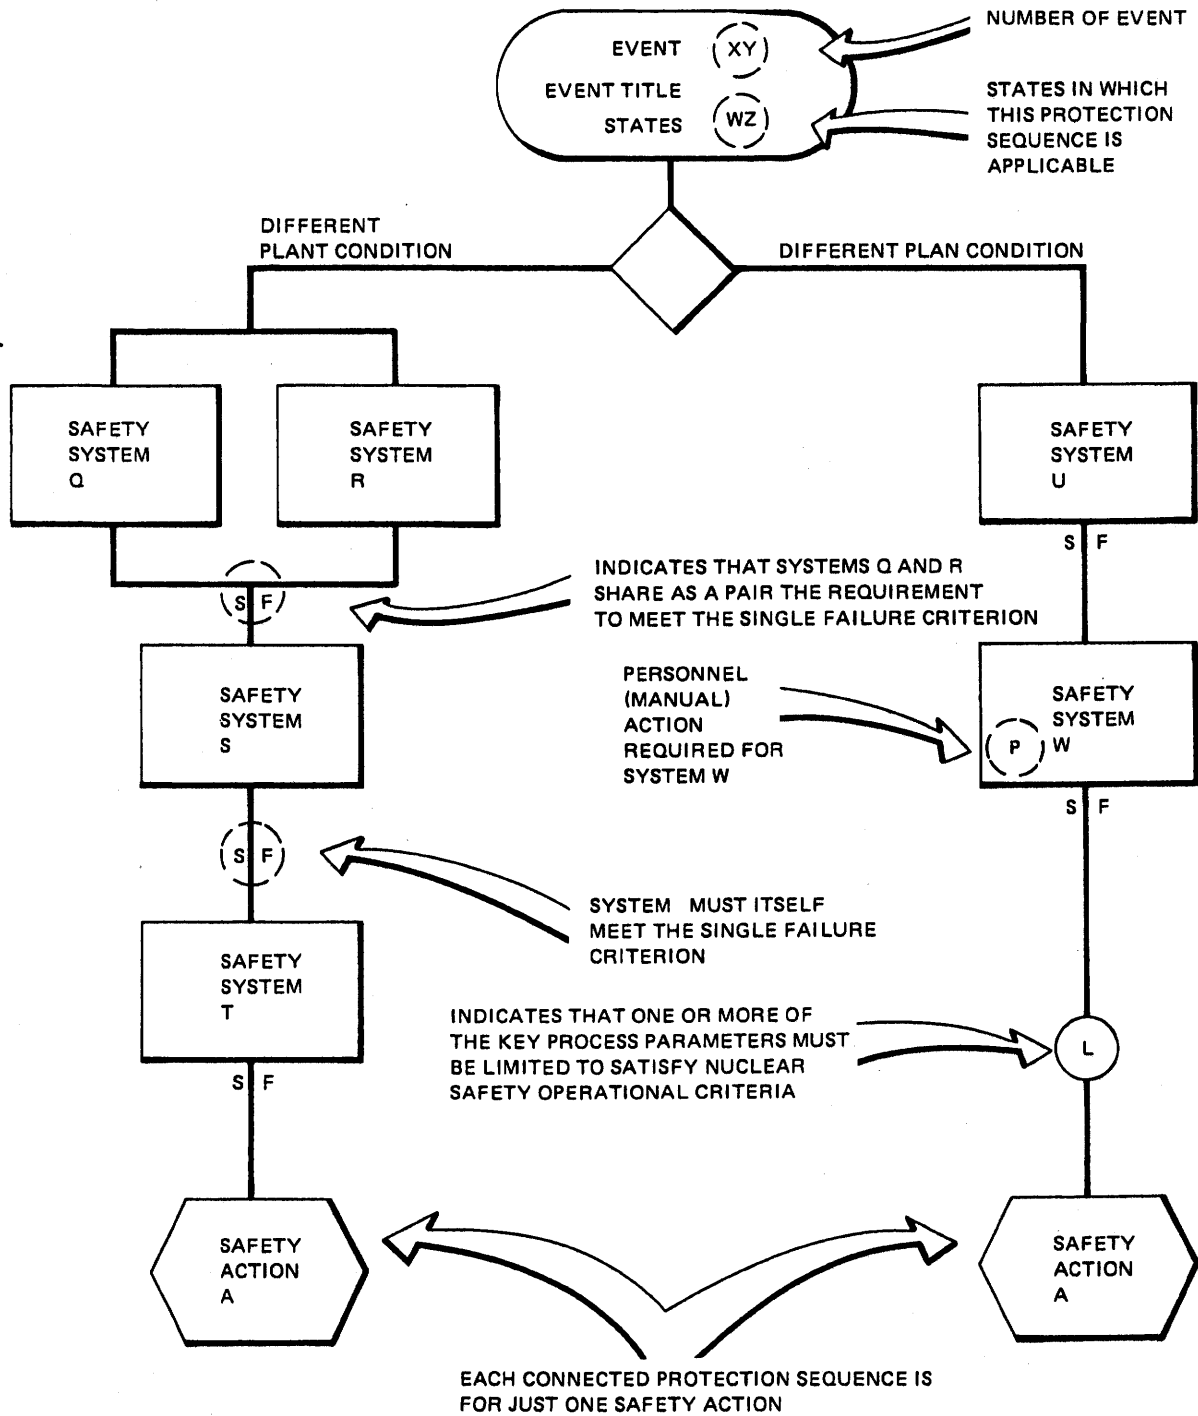 NUMBER OF EVENT
EVENT XY
EVENT TITLE
STATES WZ
STATES IN WHICH
THIS PROTECTION
SEQUENCE IS
APPLICABLE
DIFFERENT
PLANT CONDITION
DIFFERENT PLAN CONDITION
SAFETY
SYSTEM
Q
SAFETY
SYSTEM
R
SAFETY
SYSTEM
U
S F
S F
INDICATES THAT SYSTEMS Q AND R
SHARE AS A PAIR THE REQUIREMENT
TO MEET THE SINGLE FAILURE CRITERION
SAFETY
SYSTEM
S
PERSONNEL
(MANUAL)
ACTION
REQUIRED FOR
SYSTEM W
SAFETY
SYSTEM
P W
S F
S F
SYSTEM MUST ITSELF
MEET THE SINGLE FAILURE
CRITERION
SAFETY
SYSTEM
T
S F
INDICATES THAT ONE OR MORE OF
THE KEY PROCESS PARAMETERS MUST
BE LIMITED TO SATISFY NUCLEAR
SAFETY OPERATIONAL CRITERIA
L
SAFETY
ACTION
A
SAFETY
ACTION
A
EACH CONNECTED PROTECTION SEQUENCE IS
FOR JUST ONE SAFETY ACTION